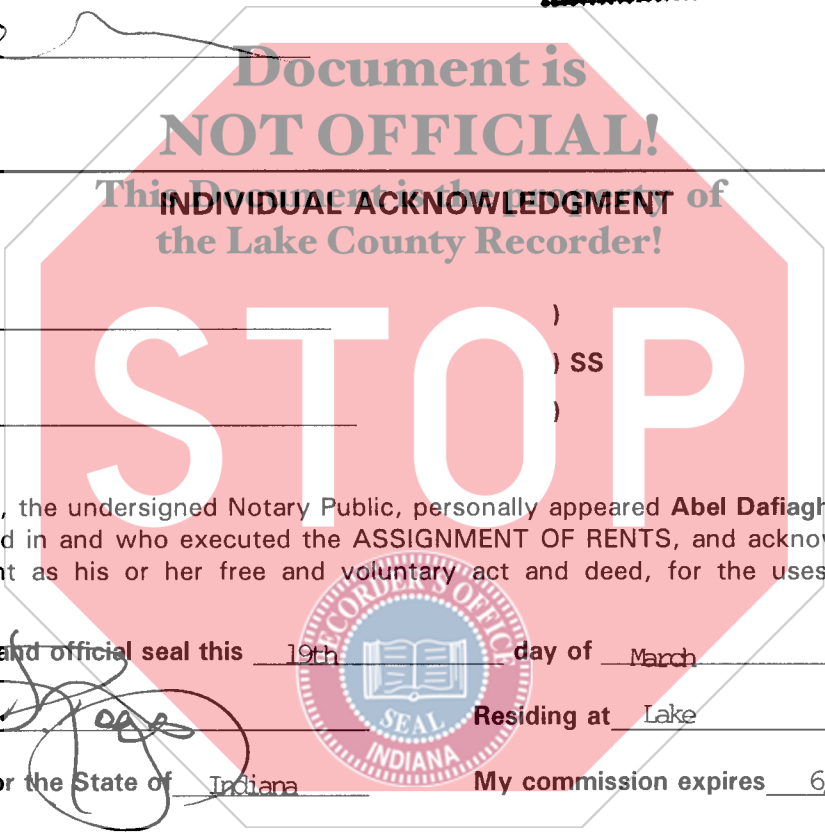 Document is
NOT OFFICIAL!
This Document is the property of
INDIVIDUAL ACKNOWLEDGMENT
the Lake County Recorder!
)
) SS
)
STOP
, the undersigned Notary Public, personally appeared Abel Dafiagh
d in and who executed the ASSIGNMENT OF RENTS, and acknow
nt as his or her free and voluntary act and deed, for the uses
and official seal this 19th day of March
RECORDER'S OFFICE
SEAL
INDIANA
Residing at Lake
or the State of Indiana My commission expires 6